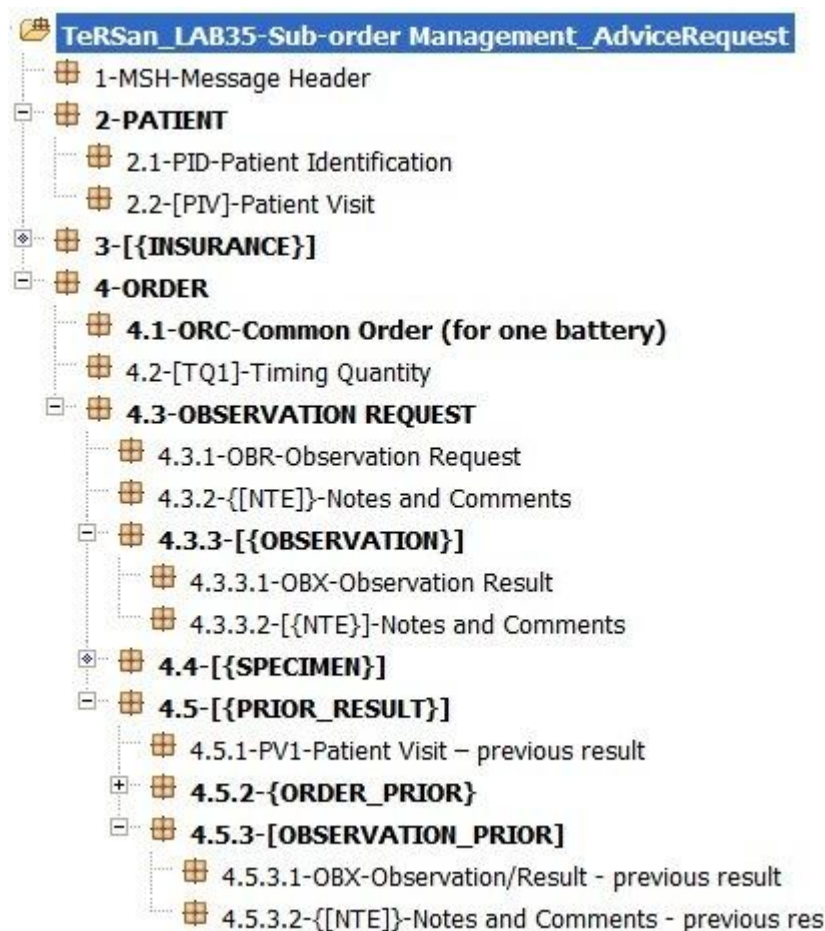 TeRSan_LAB35-Sub-order Management_AdviceRequest
1-MSH-Message Header
2-PATIENT
2.1-PID-Patient Identification
2.2-[PIV]-Patient Visit
3-[{INSURANCE}]
4-ORDER
4.1-ORC-Common Order (for one battery)
4.2-[TQ1]-Timing Quantity
4.3-OBSERVATION REQUEST
4.3.1-OBR-Observation Request
4.3.2-{[NTE]}-Notes and Comments
4.3.3-[{OBSERVATION}]
4.3.3.1-OBX-Observation Result
4.3.3.2-[{NTE}]-Notes and Comments
4.4-[{SPECIMEN}]
4.5-[{PRIOR_RESULT}]
4.5.1-PV1-Patient Visit – previous result
4.5.2-{ORDER_PRIOR}
4.5.3-[OBSERVATION_PRIOR]
4.5.3.1-OBX-Observation/Result - previous result
4.5.3.2-{[NTE]}-Notes and Comments - previous res